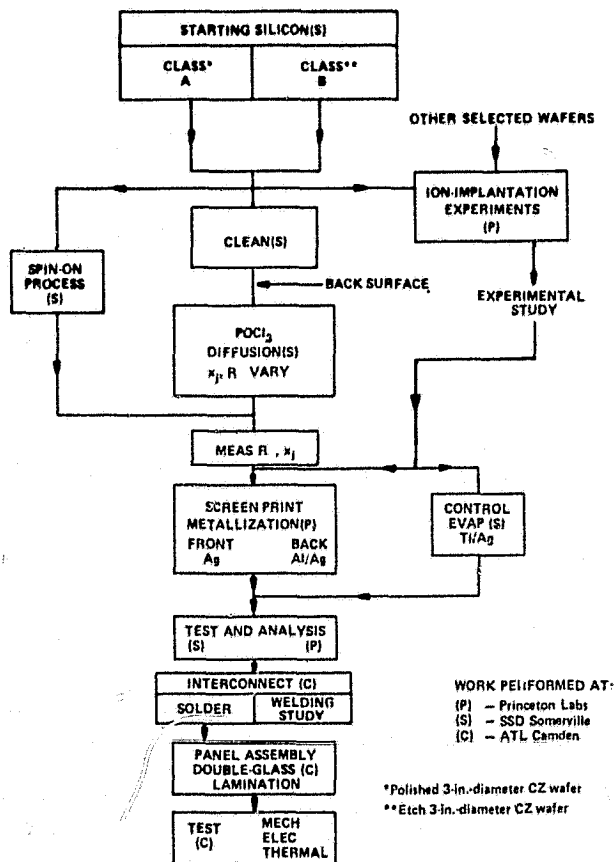 STARTING SILICON(S)
CLASS* CLASS**
A B
OTHER SELECTED WAFERS
ION-IMPLANTATION
EXPERIMENTS
(P)
CLEAN(S)
SPIN-ON
PROCESS
(S)
BACK SURFACE
EXPERIMENTAL
STUDY
POCl3
DIFFUSION(S)
xj, R VARY
MEAS R , xj
SCREEN PRINT
METALLIZATION(P)
FRONT BACK
Ag Al/Ag
CONTROL
EVAP (S)
Ti/Ag
TEST AND ANALYSIS
(S) (P)
INTERCONNECT (C)
SOLDER WELDING
STUDY
PANEL ASSEMBLY
DOUBLE-GLASS (C)
LAMINATION
TEST MECH
(C) ELEC
THERMAL
WORK PERFORMED AT:
(P) – Princeton Labs
(S) – SSD Somerville
(C) – ATL Camden
*Polished 3-in.-diameter CZ wafer
**Etch 3-in.-diameter CZ wafer